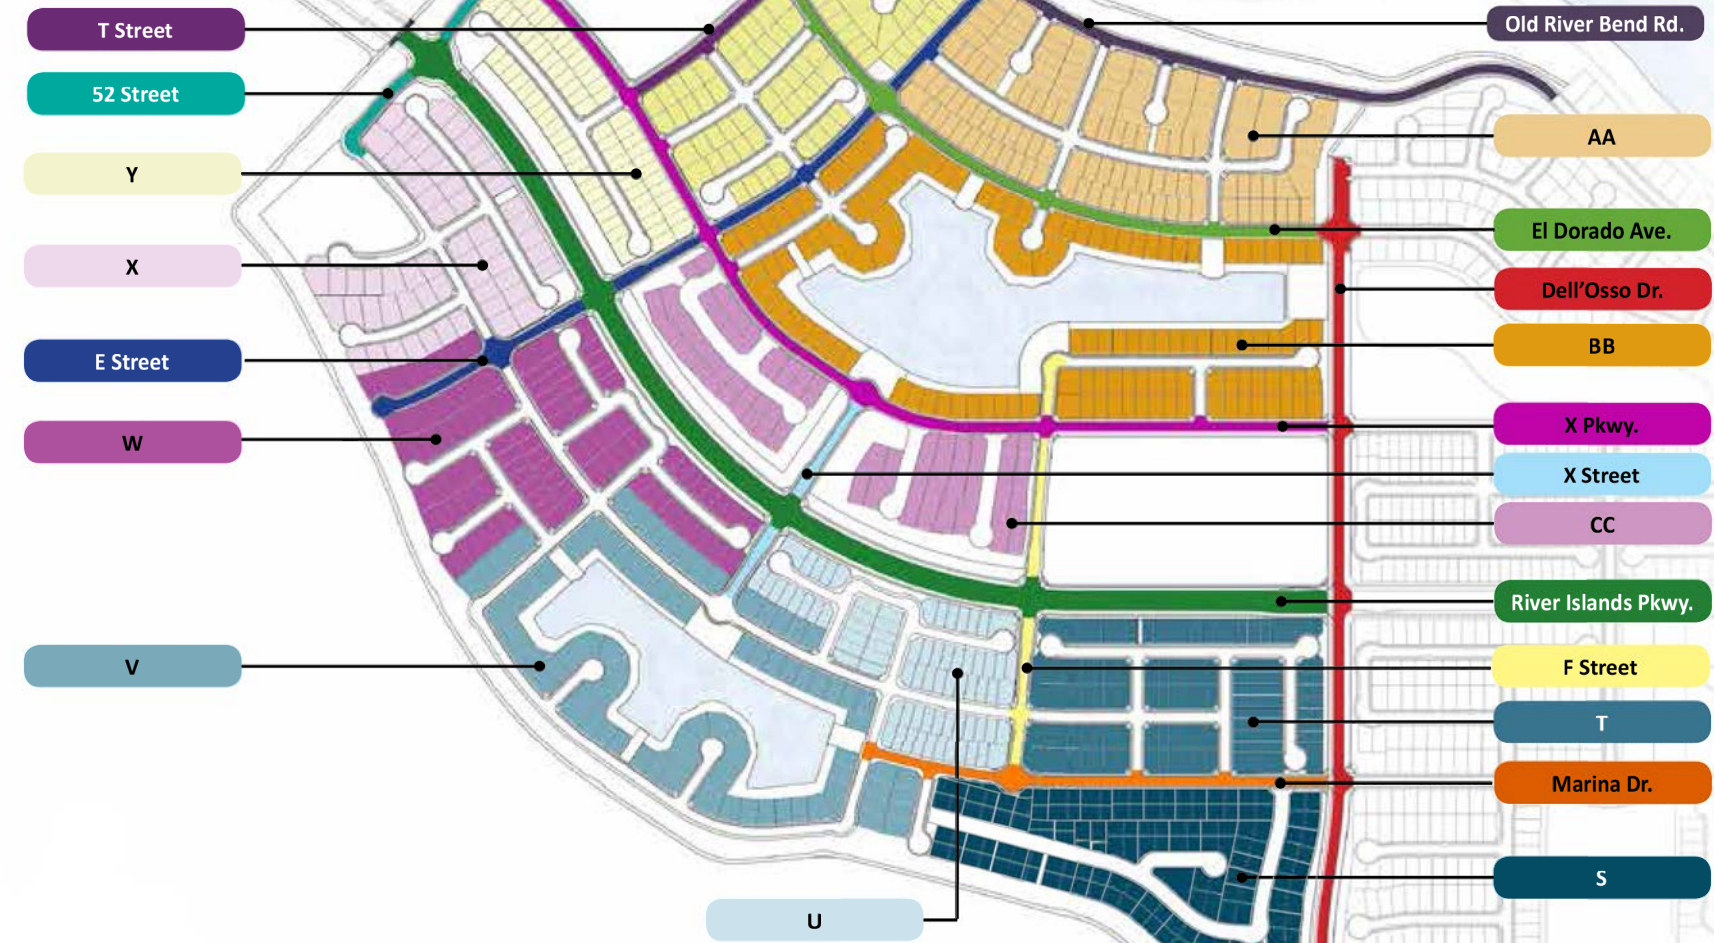 T Street
52 Street
Y
X
E Street
W
V
U
Old River Bend Rd.
AA
El Dorado Ave.
Dell'Osso Dr.
BB
X Pkwy.
X Street
CC
River Islands Pkwy.
F Street
T
Marina Dr.
S